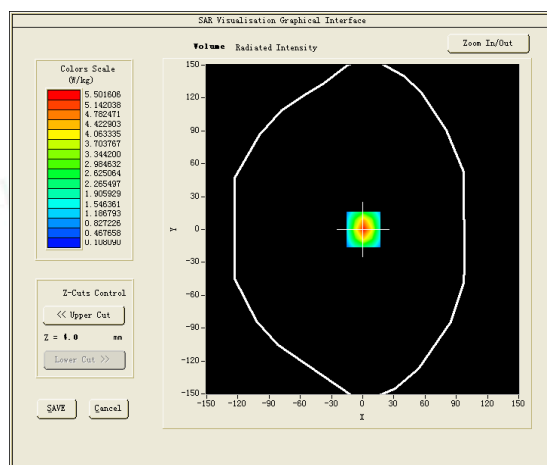 SAR Visualisation Graphical Interface
Volume Radiated Intensity
Zoom In/Out
Colors Scale
(W/kg)
5.501606
5.142038
4.782471
4.422903
4.063335
3.703767
3.344200
2.984632
2.625064
2.265497
1.905929
1.546361
1.186793
0.827226
0.467658
0.108090
150
120
90
60
30
0
-30
-60
-90
-120
-150
Y
-150 -120 -90 -60 -30 0 30 60 90 120 150
X
Z-Cuts Control
<< Upper Cut
Z = 4.0 mm
Lower Cut >>
SAVE Cancel